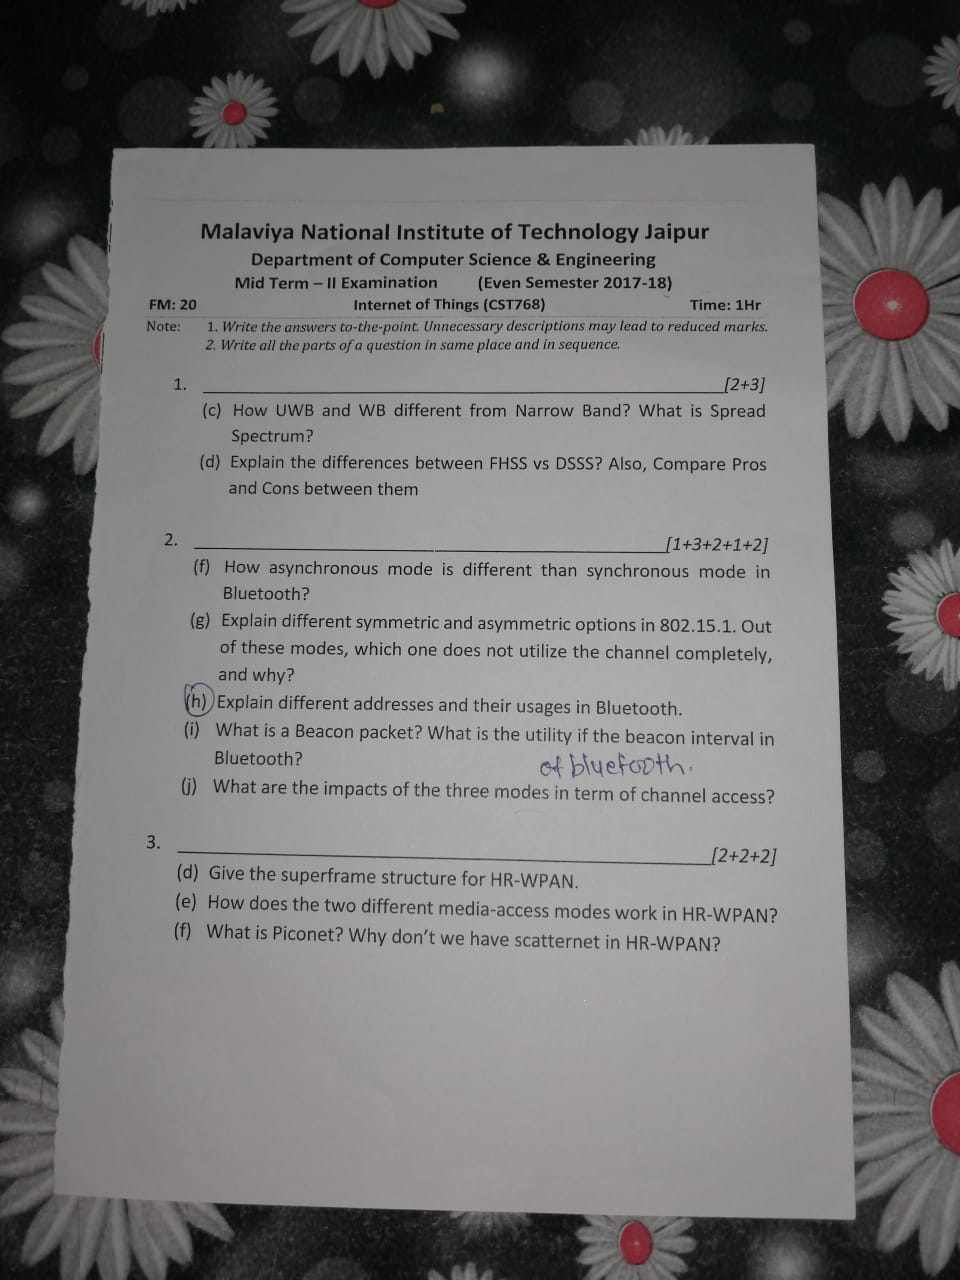 Malaviya National Institute of Technology Jaipur
Department of Computer Science & Engineering
Mid Term – II Examination (Even Semester 2017-18)
FM: 20 Internet of Things (CST768) Time: 1Hr
Note: 1. Write the answers to-the-point. Unnecessary descriptions may lead to reduced marks.
2. Write all the parts of a question in same place and in sequence.
1. [2+3]
(c) How UWB and WB different from Narrow Band? What is Spread
Spectrum?
(d) Explain the differences between FHSS vs DSSS? Also, Compare Pros
and Cons between them
2. [1+3+2+1+2]
(f) How asynchronous mode is different than synchronous mode in
Bluetooth?
(g) Explain different symmetric and asymmetric options in 802.15.1. Out
of these modes, which one does not utilize the channel completely,
and why?
(h) Explain different addresses and their usages in Bluetooth.
(i) What is a Beacon packet? What is the utility if the beacon interval in
Bluetooth?
of bluetooth.
(j) What are the impacts of the three modes in term of channel access?
3. [2+2+2]
(d) Give the superframe structure for HR-WPAN.
(e) How does the two different media-access modes work in HR-WPAN?
(f) What is Piconet? Why don't we have scatternet in HR-WPAN?